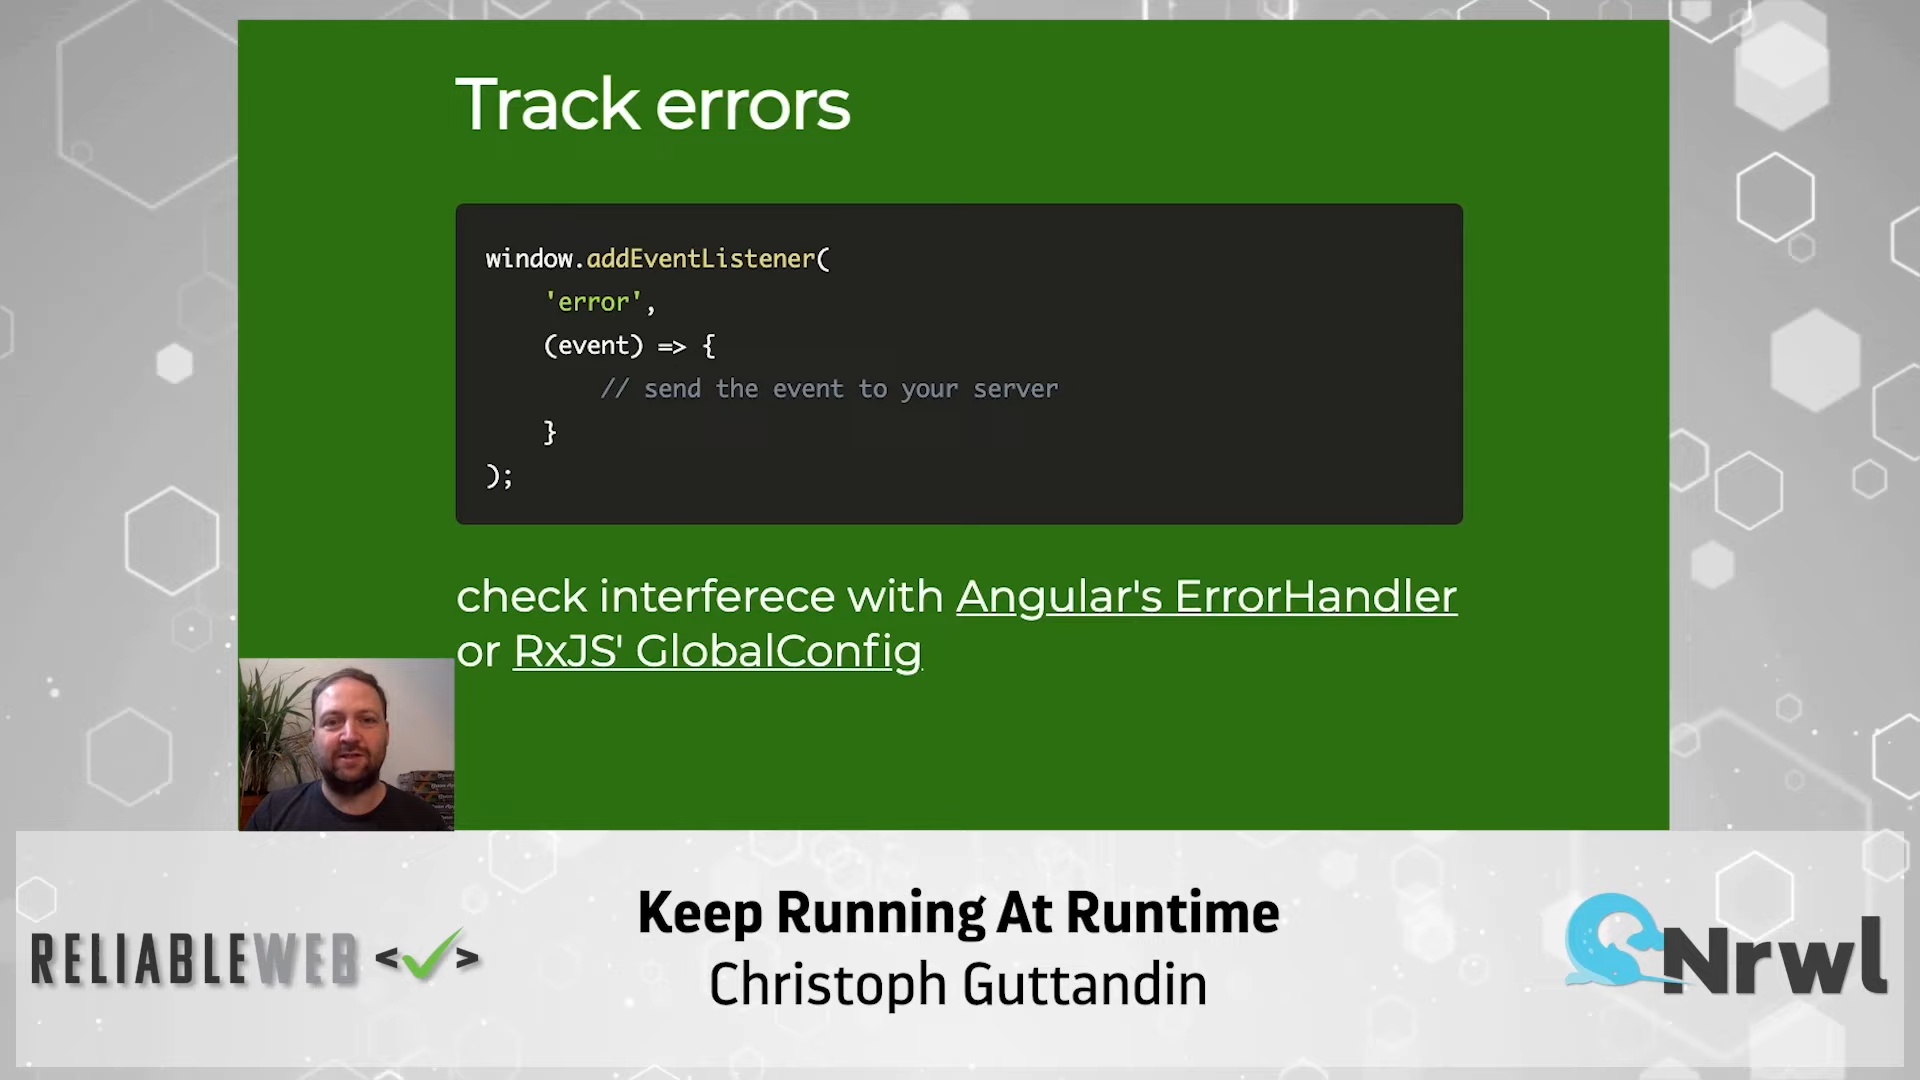 Track errors
window.addEventListener(
'error',
(event) => {
// send the event to your server
}
);
check interferece with Angular's ErrorHandler
or RxJS' GlobalConfig
Keep Running At Runtime
Christoph Guttandin
RELIABLEWEB <✓>
Nrwl